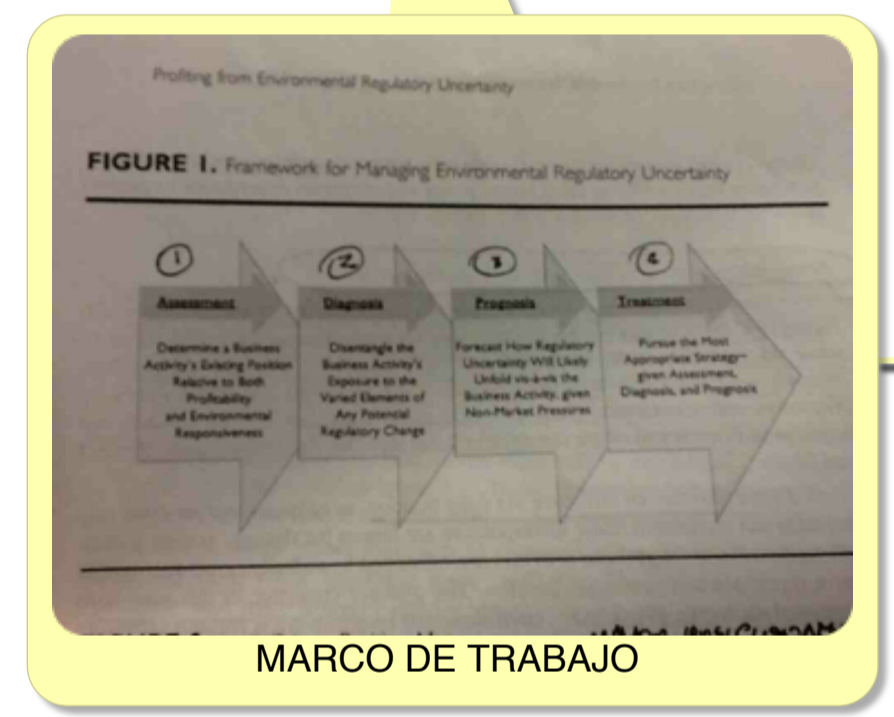 Profiting from Environmental Regulatory Uncertainty
FIGURE 1. Framework for Managing Environmental Regulatory Uncertainty
1
2
3
4
Assessment
Diagnosis
Prognosis
Treatment
Determine a Business
Activity's Existing Position
Relative to Both
Profitability
and Environmental
Responsiveness
Disentangle the
Business Activity's
Exposure to the
Varied Elements of
Any Potential
Regulatory Change
Forecast How Regulatory
Uncertainty Will Likely
Unfold vis-à-vis the
Business Activity, given
Non-Market Pressures
Pursue the Most
Appropriate Strategy—
given Assessment,
Diagnosis, and Prognosis
MARCO DE TRABAJO